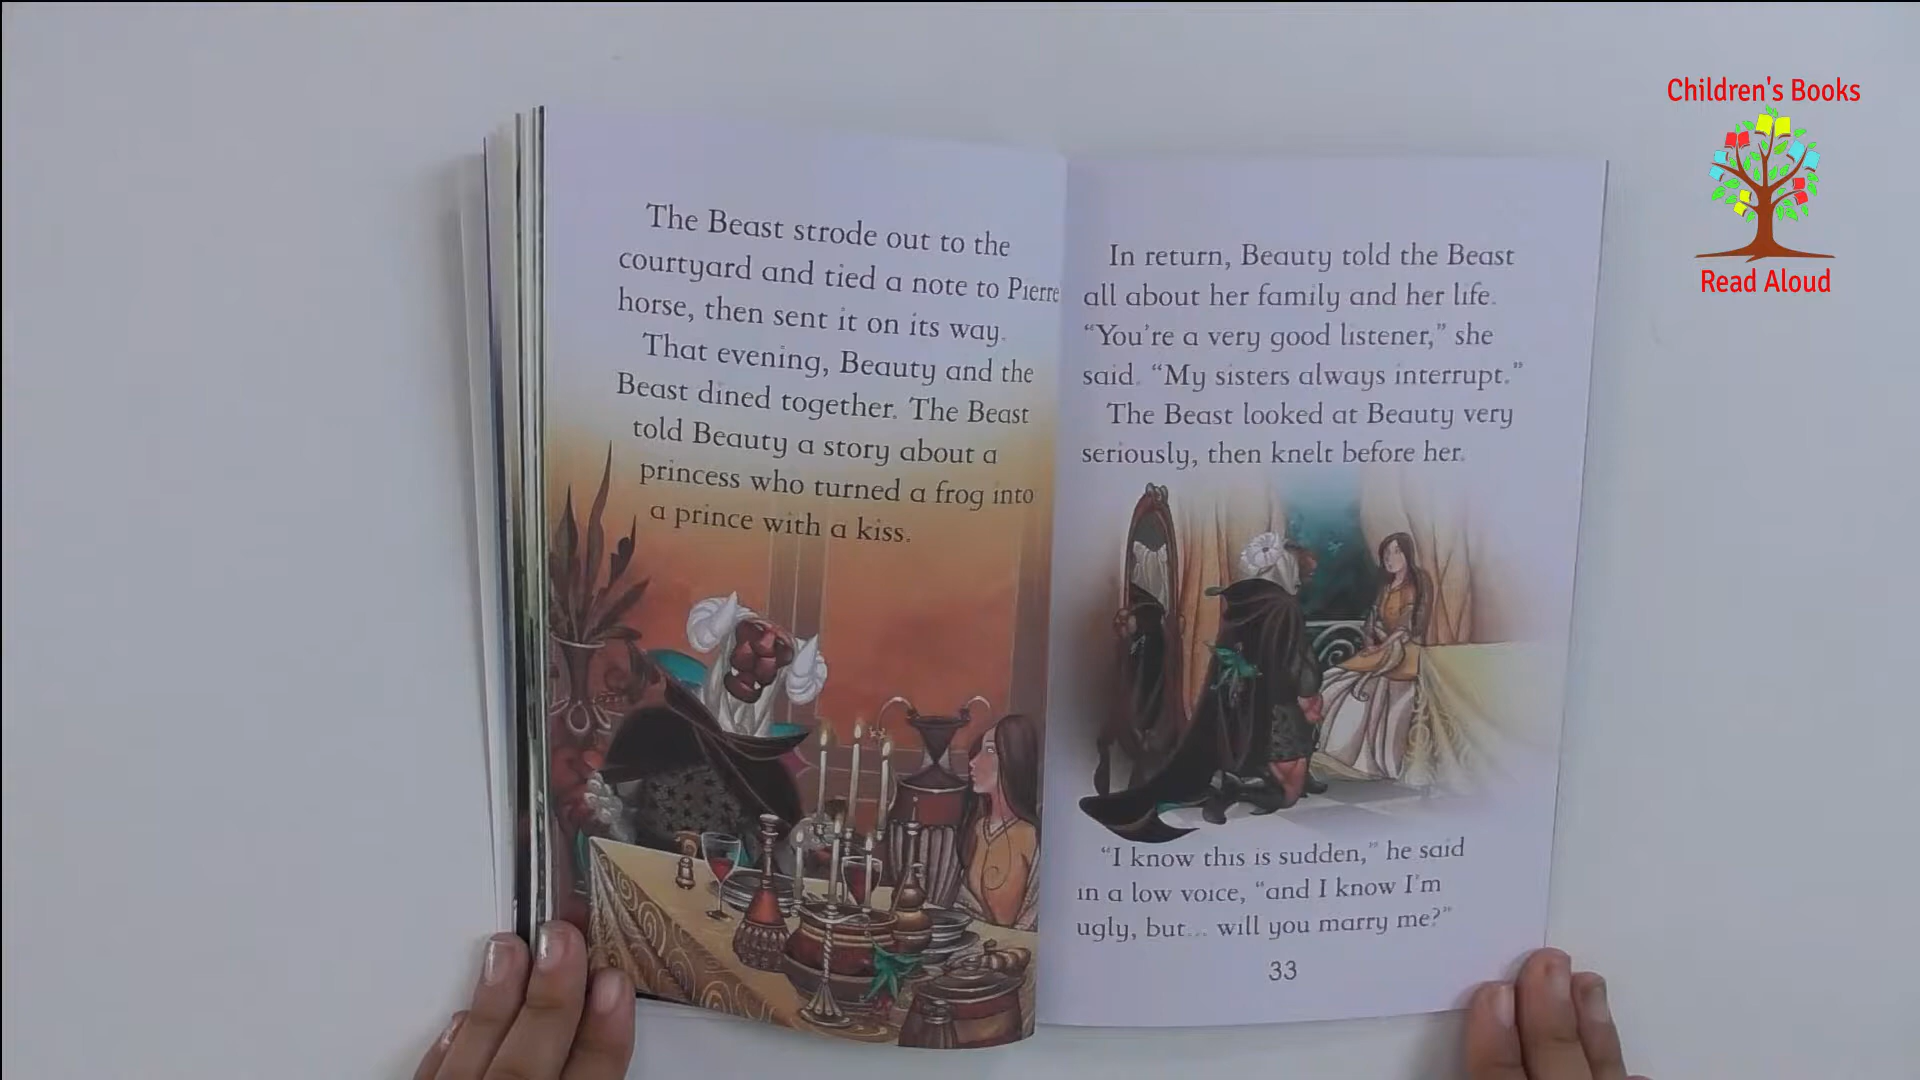 The Beast strode out to the
courtyard and tied a note to Pierre
horse, then sent it on its way.
That evening, Beauty and the
Beast dined together. The Beast
told Beauty a story about a
princess who turned a frog into
a prince with a kiss.
In return, Beauty told the Beast
all about her family and her life.
“You're a very good listener,” she
said. “My sisters always interrupt.”
The Beast looked at Beauty very
seriously, then knelt before her.
“I know this is sudden,” he said
in a low voice, “and I know I'm
ugly, but... will you marry me?”
33
Children's Books
Read Aloud